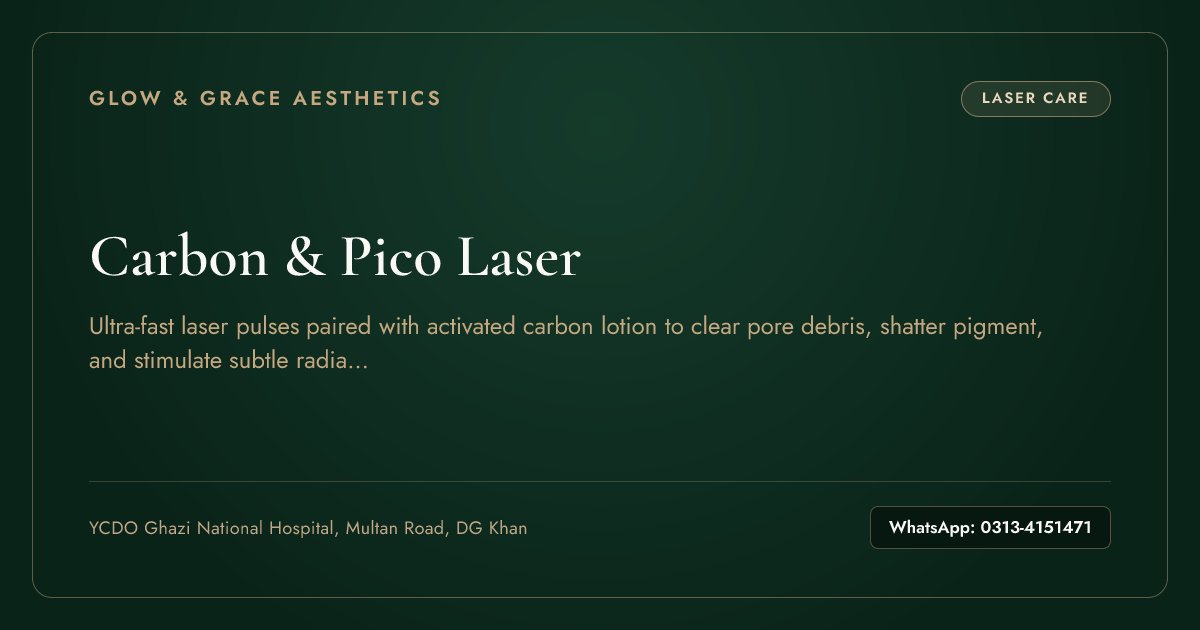 GLOW & GRACE AESTHETICS
LASER CARE
Carbon & Pico Laser
Ultra-fast laser pulses paired with activated carbon lotion to clear pore debris, shatter pigment,
and stimulate subtle radia...
YCDO Ghazi National Hospital, Multan Road, DG Khan
WhatsApp: 0313-4151471